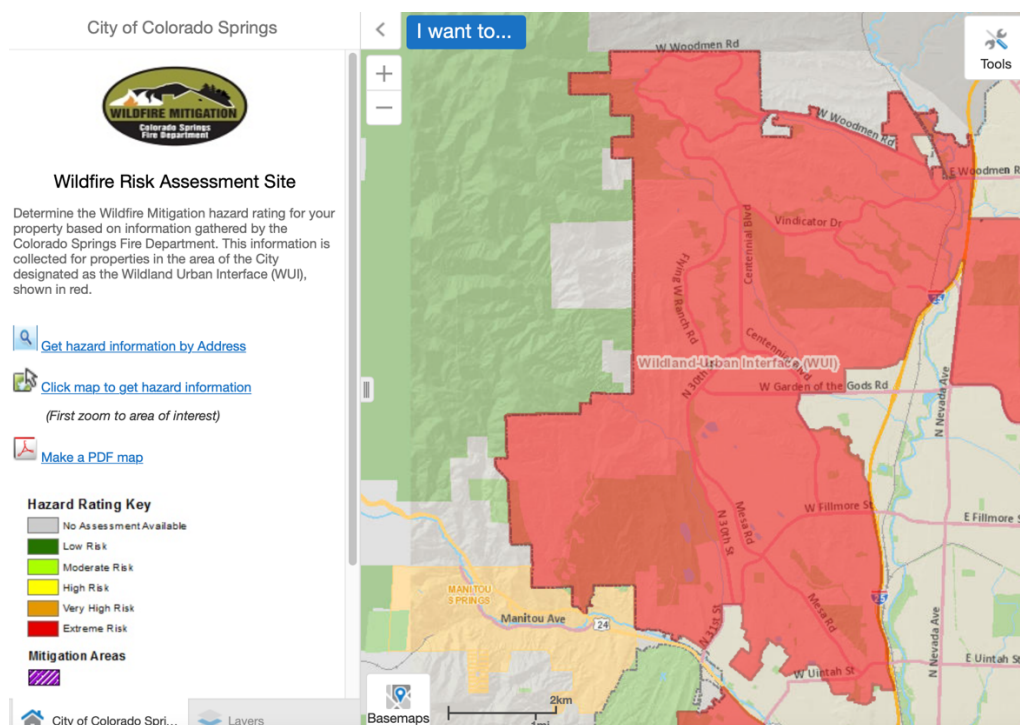 City of Colorado Springs
WILDFIRE MITIGATION
Colorado Springs
Fire Department
Wildfire Risk Assessment Site
Determine the Wildfire Mitigation hazard rating for your
property based on information gathered by the
Colorado Springs Fire Department. This information is
collected for properties in the area of the City
designated as the Wildland Urban Interface (WUI),
shown in red.
Get hazard information by Address
Click map to get hazard information
(First zoom to area of interest)
Make a PDF map
Hazard Rating Key
No Assessment Available
Low Risk
Moderate Risk
High Risk
Very High Risk
Extreme Risk
Mitigation Areas
City of Colorado Spri...
Layers
I want to...
Tools
W Woodmen Rd
W Woodmen Rd
E Woodmen R
Vindicator Dr
Centennial Blvd
Flying W Ranch Rd
Centennial Blvd
Wildland-Urban Interface (WUI)
N 30th
W Garden of the Gods Rd
N Nevada Ave
W Fillmore St
E Fillmore S
Mesa Rd
N 30th St
MANITOU
SPRINGS
Manitou Ave
24
N 31st St
Mesa Rd
N Nevada Ave
W Uintah St
E Uintah St
Basemaps
2km
1mi